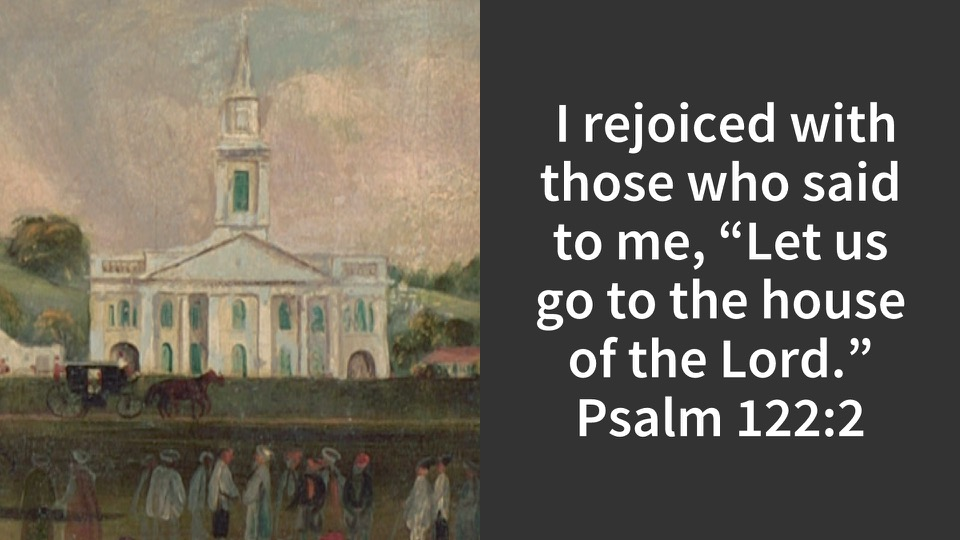 I rejoiced with
those who said
to me, “Let us
go to the house
of the Lord.”
Psalm 122:2